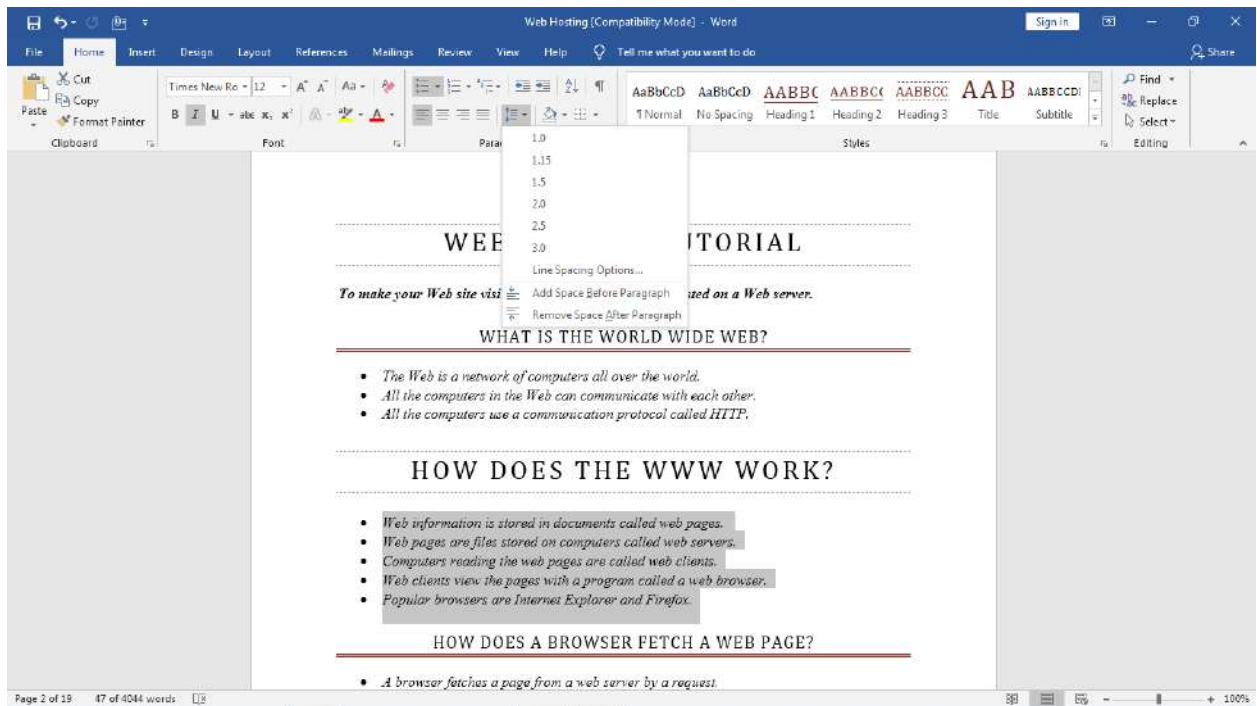 Web Hosting [Compatibility Mode] - Word
Sign in
File Home Insert Design Layout References Mailings Review View Help Tell me what you want to do Share
Paste
Cut
Copy
Format Painter
Clipboard
Times New Ro 12 A A Aa
B I U abc x₂ x² A aby A
Font
Para
AaBbCcD AaBbCcD AABBC AABBCC AABBCC AAB AABBCCDI
¶ Normal No Spacing Heading 1 Heading 2 Heading 3 Title Subtitle
Styles
Find
Replace
Select
Editing
1.0
1.15
1.5
2.0
2.5
3.0
Line Spacing Options...
Add Space Before Paragraph
Remove Space After Paragraph
WEB UTORIAL
To make your Web site visi sted on a Web server.
WHAT IS THE WORLD WIDE WEB?
• The Web is a network of computers all over the world.
• All the computers in the Web can communicate with each other.
• All the computers use a communication protocol called HTTP.
HOW DOES THE WWW WORK?
• Web information is stored in documents called web pages.
• Web pages are files stored on computers called web servers.
• Computers reading the web pages are called web clients.
• Web clients view the pages with a program called a web browser.
• Popular browsers are Internet Explorer and Firefox.
HOW DOES A BROWSER FETCH A WEB PAGE?
• A browser fetches a page from a web server by a request.
Page 2 of 19 47 of 4044 words
100%